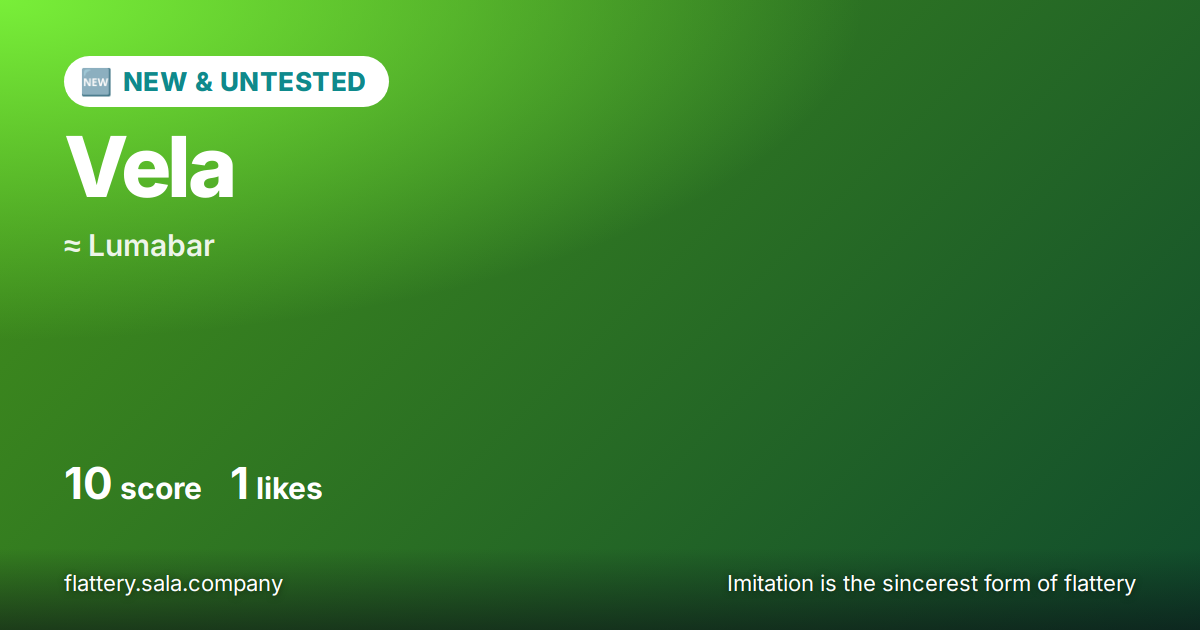 🆕 NEW & UNTESTED
Vela
≈ Lumabar
10 score 1 likes
flattery.sala.company
Imitation is the sincerest form of flattery